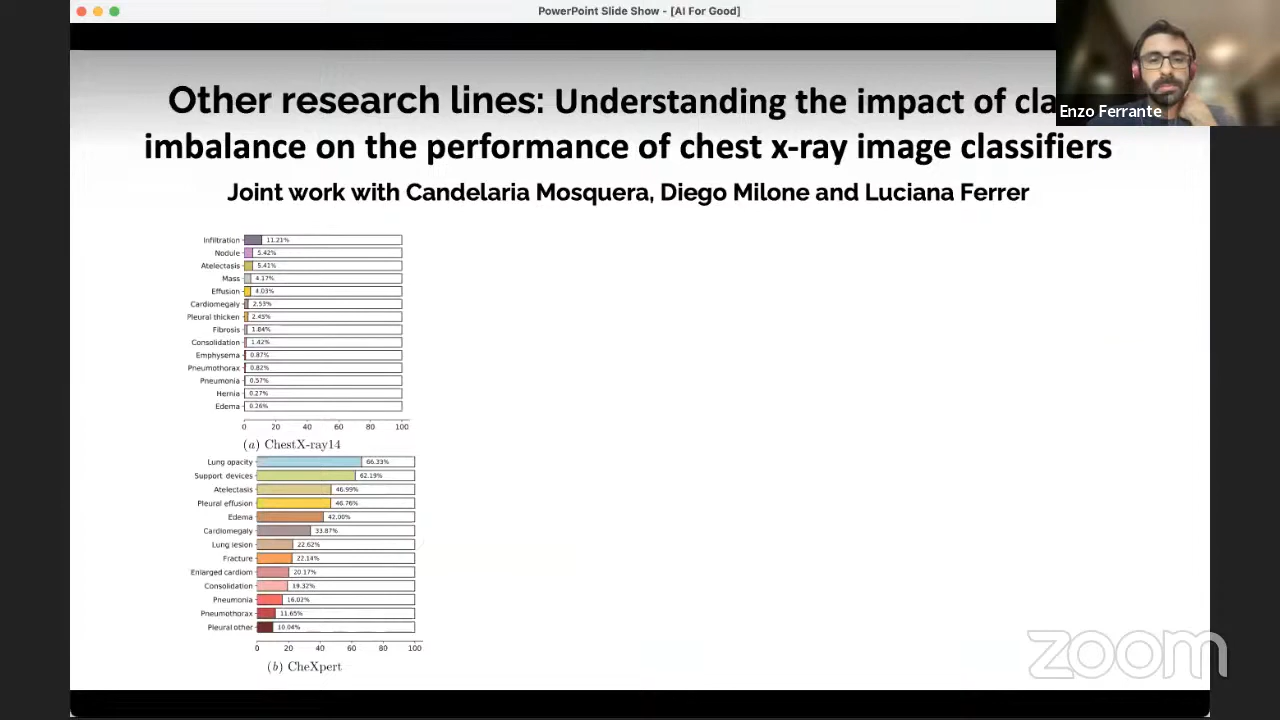 PowerPoint Slide Show - [AI For Good]
Enzo Ferrante
Other research lines: Understanding the impact of cla
imbalance on the performance of chest x-ray image classifiers
Joint work with Candelaria Mosquera, Diego Milone and Luciana Ferrer
Infiltration 11.21%
Nodule 5.42%
Atelectasis 5.41%
Mass 4.17%
Effusion 4.03%
Cardiomegaly 2.53%
Pleural thicken 2.45%
Fibrosis 1.84%
Consolidation 1.42%
Emphysema 0.87%
Pneumothorax 0.82%
Pneumonia 0.57%
Hernia 0.27%
Edema 0.26%
0 20 40 60 80 100
(a) ChestX-ray14
Lung opacity 66.33%
Support devices 62.19%
Atelectasis 46.99%
Pleural effusion 46.76%
Edema 42.00%
Cardiomegaly 33.87%
Lung lesion 22.62%
Fracture 22.14%
Enlarged cardiom 20.17%
Consolidation 19.32%
Pneumonia 16.02%
Pneumothorax 11.65%
Pleural other 10.04%
0 20 40 60 80 100
(b) CheXpert
zoom